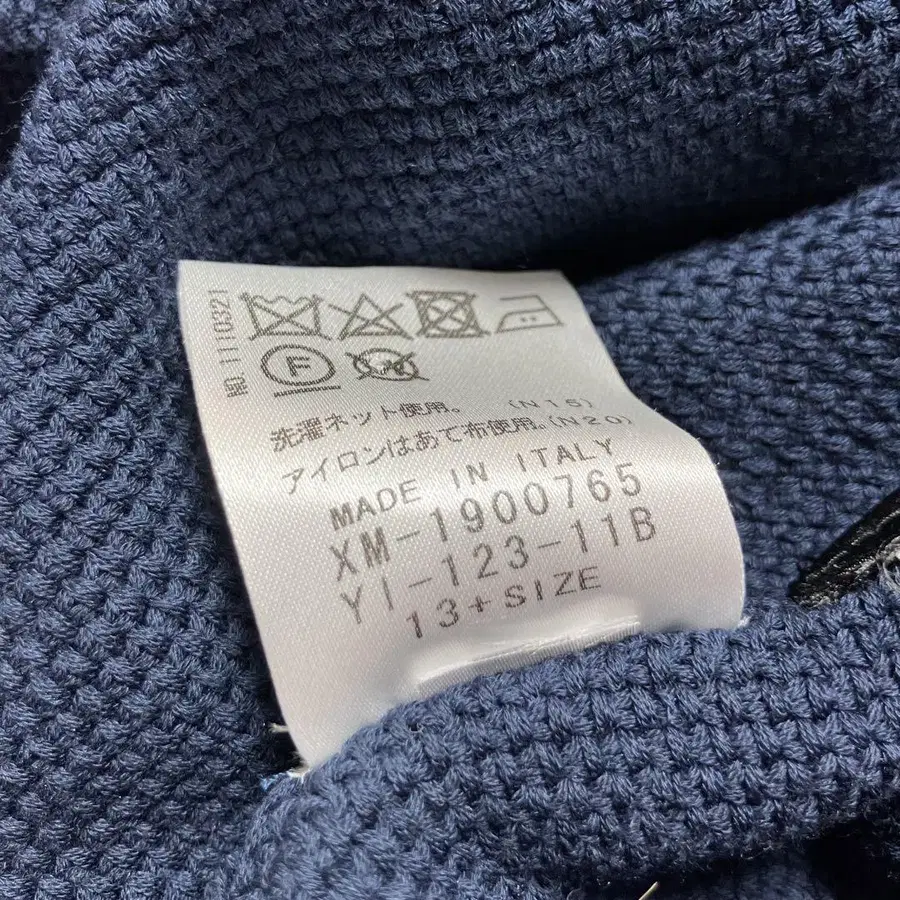 NO. 1110321
F
W
洗濯ネット使用。 (N15)
アイロンはあて布使用。(N20)
MADE IN ITALY
XM-1900765
YI-123-11B
13+SIZE